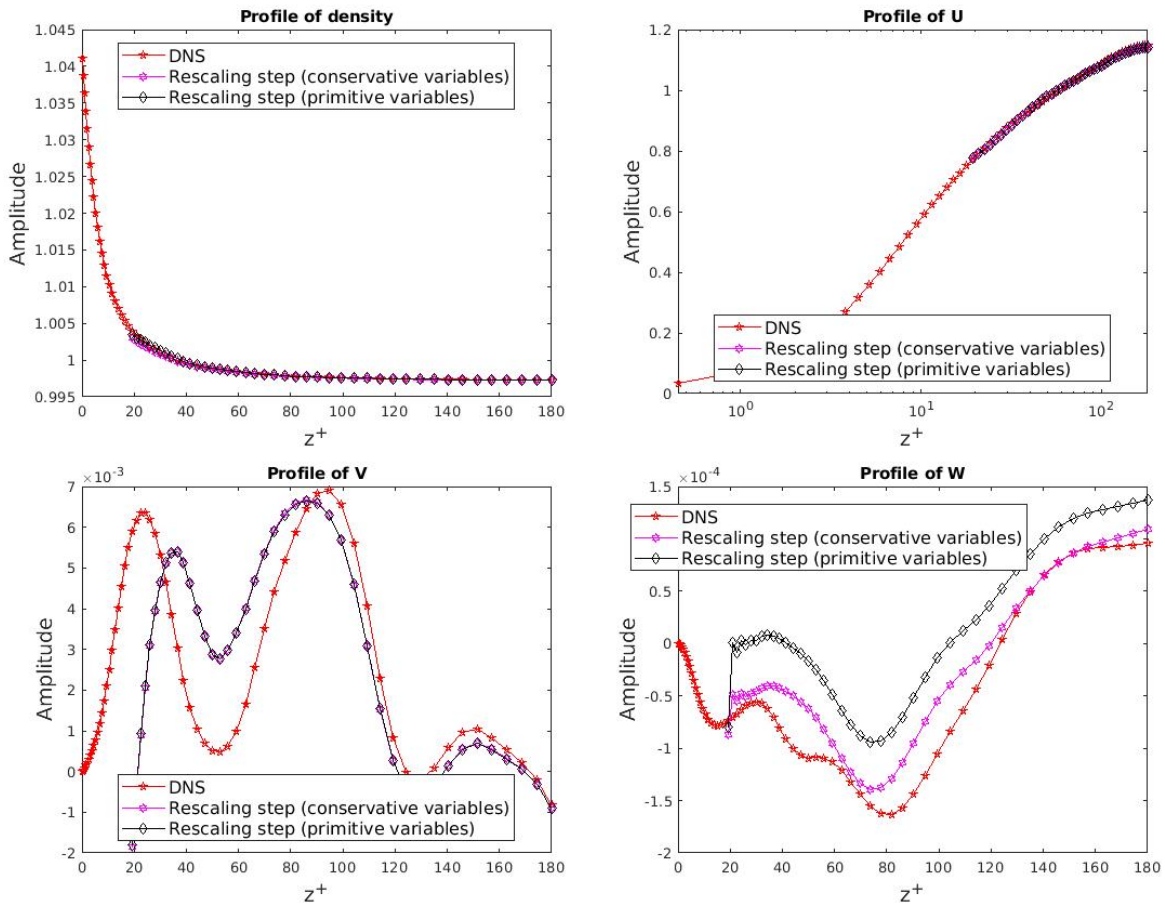 Profile of density
1.045
1.04
1.035
1.03
1.025
1.02
1.015
1.01
1.005
1
0.995
Amplitude
DNS
Rescaling step (conservative variables)
Rescaling step (primitive variables)
0 20 40 60 80 100 120 140 160 180
z⁺
Profile of U
1.2
1
0.8
0.6
0.4
0.2
0
Amplitude
DNS
Rescaling step (conservative variables)
Rescaling step (primitive variables)
10⁰ 10¹ 10²
z⁺
Profile of V
×10⁻³
7
6
5
4
3
2
1
0
-1
-2
Amplitude
DNS
Rescaling step (conservative variables)
Rescaling step (primitive variables)
0 20 40 60 80 100 120 140 160 180
z⁺
Profile of W
×10⁻⁴
1.5
0.5
0
-0.5
-1
-1.5
-2
Amplitude
DNS
Rescaling step (conservative variables)
Rescaling step (primitive variables)
0 20 40 60 80 100 120 140 160 180
z⁺